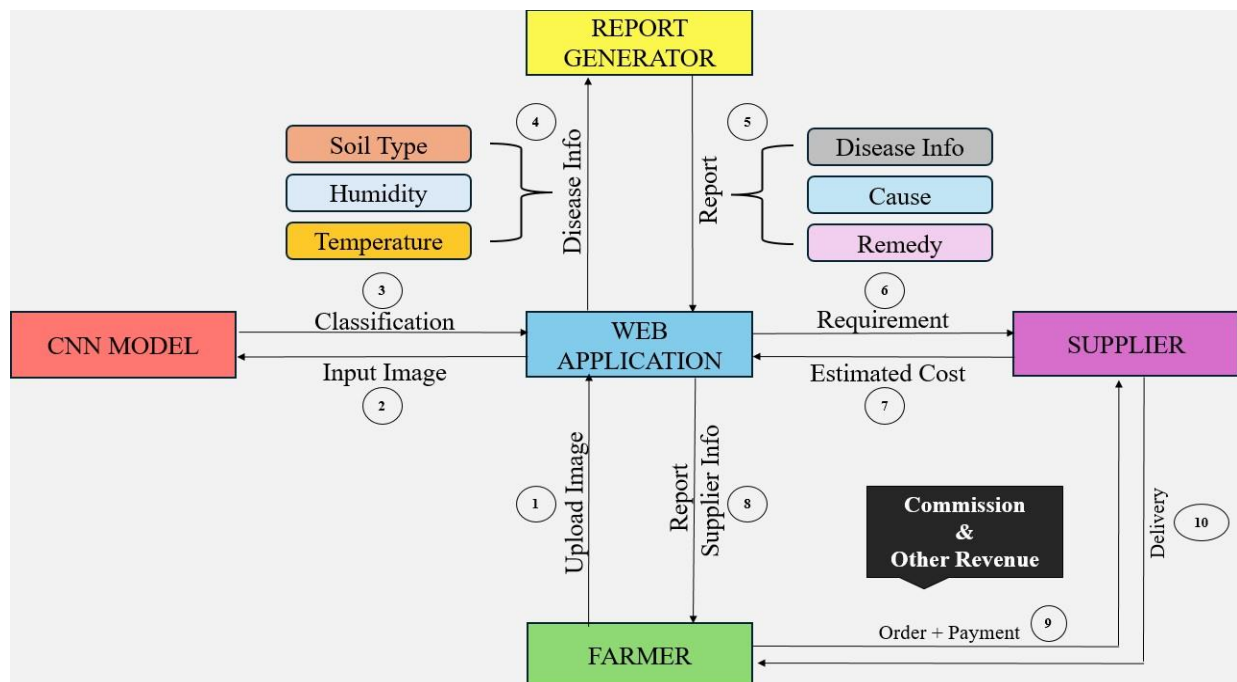 REPORT
GENERATOR
4
5
Soil Type
Humidity
Temperature
Disease Info
Report
Disease Info
Cause
Remedy
3
6
Classification
Requirement
CNN MODEL
WEB
APPLICATION
SUPPLIER
Input Image
Estimated Cost
2
7
1
Upload Image
Report
Supplier Info
8
Commission
&
Other Revenue
Delivery
10
Order + Payment
9
FARMER